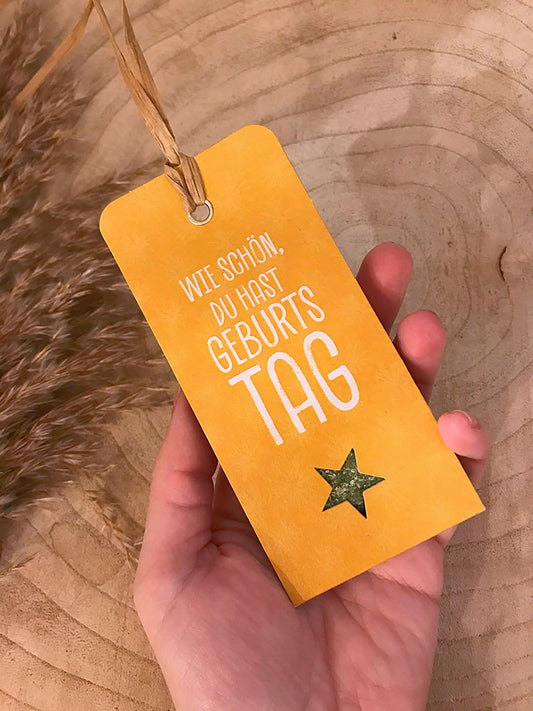 WIE SCHÖN,
DU HAST
GEBURTS
TAG